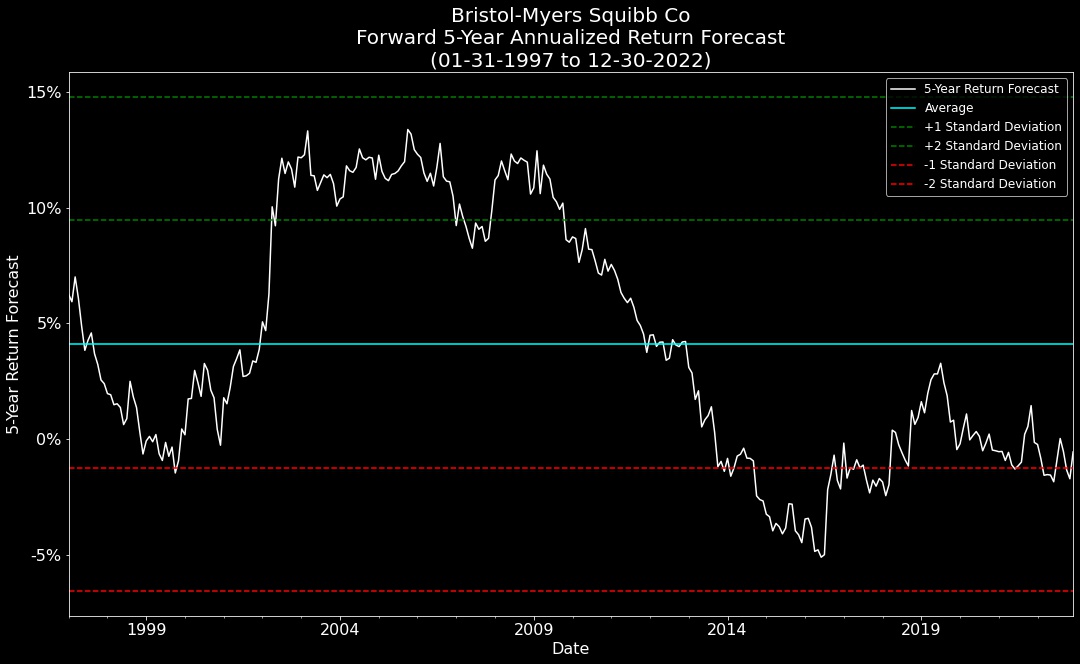 Bristol-Myers Squibb Co
Forward 5-Year Annualized Return Forecast
(01-31-1997 to 12-30-2022)
15%
10%
5%
0%
-5%
5-Year Return Forecast
5-Year Return Forecast
Average
+1 Standard Deviation
+2 Standard Deviation
-1 Standard Deviation
-2 Standard Deviation
1999 2004 2009 2014 2019
Date